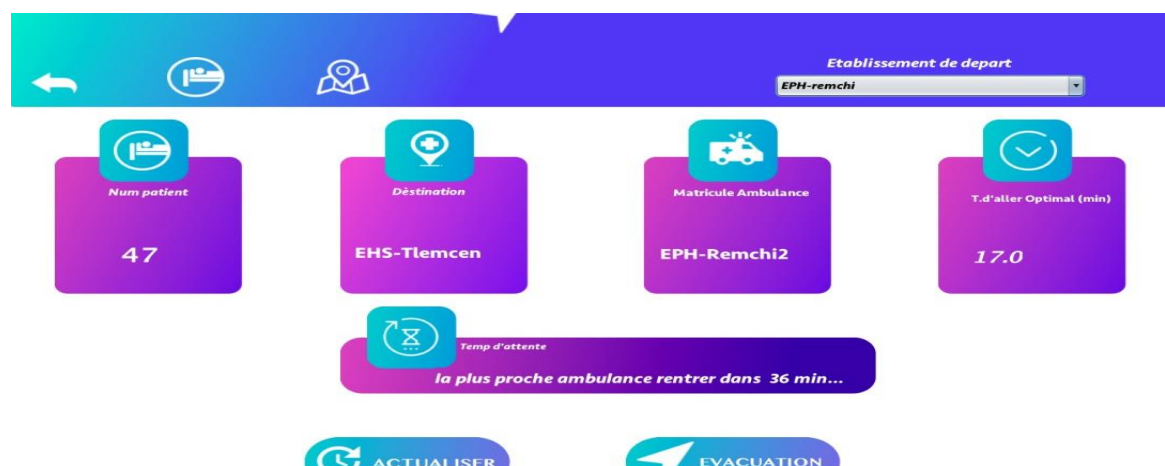 Etablissement de depart
EPH-remchi
Num patient
47
Dèstination
EHS-Tlemcen
Matricule Ambulance
EPH-Remchi2
T.d'aller Optimal (min)
17.0
Temp d'attente
la plus proche ambulance rentrer dans 36 min...
ACTUALISER
EVACUATION